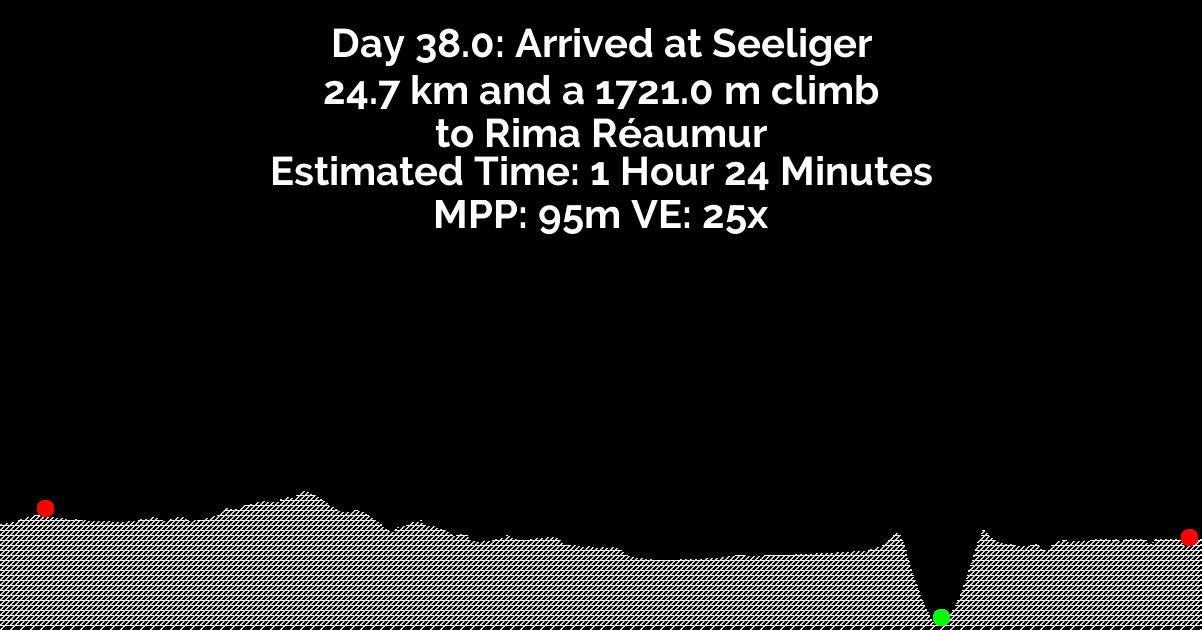 Day 38.0: Arrived at Seeliger
24.7 km and a 1721.0 m climb
to Rima Réaumur
Estimated Time: 1 Hour 24 Minutes
MPP: 95m VE: 25x